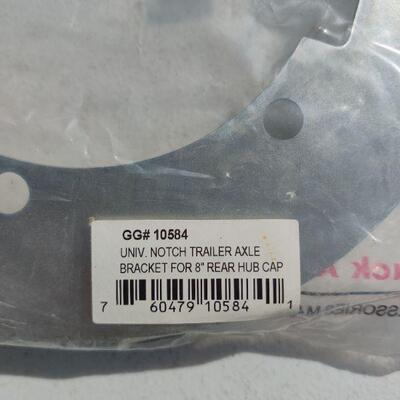 GG# 10584
UNIV. NOTCH TRAILER AXLE
BRACKET FOR 8" REAR HUB CAP
7 60479 10584 1